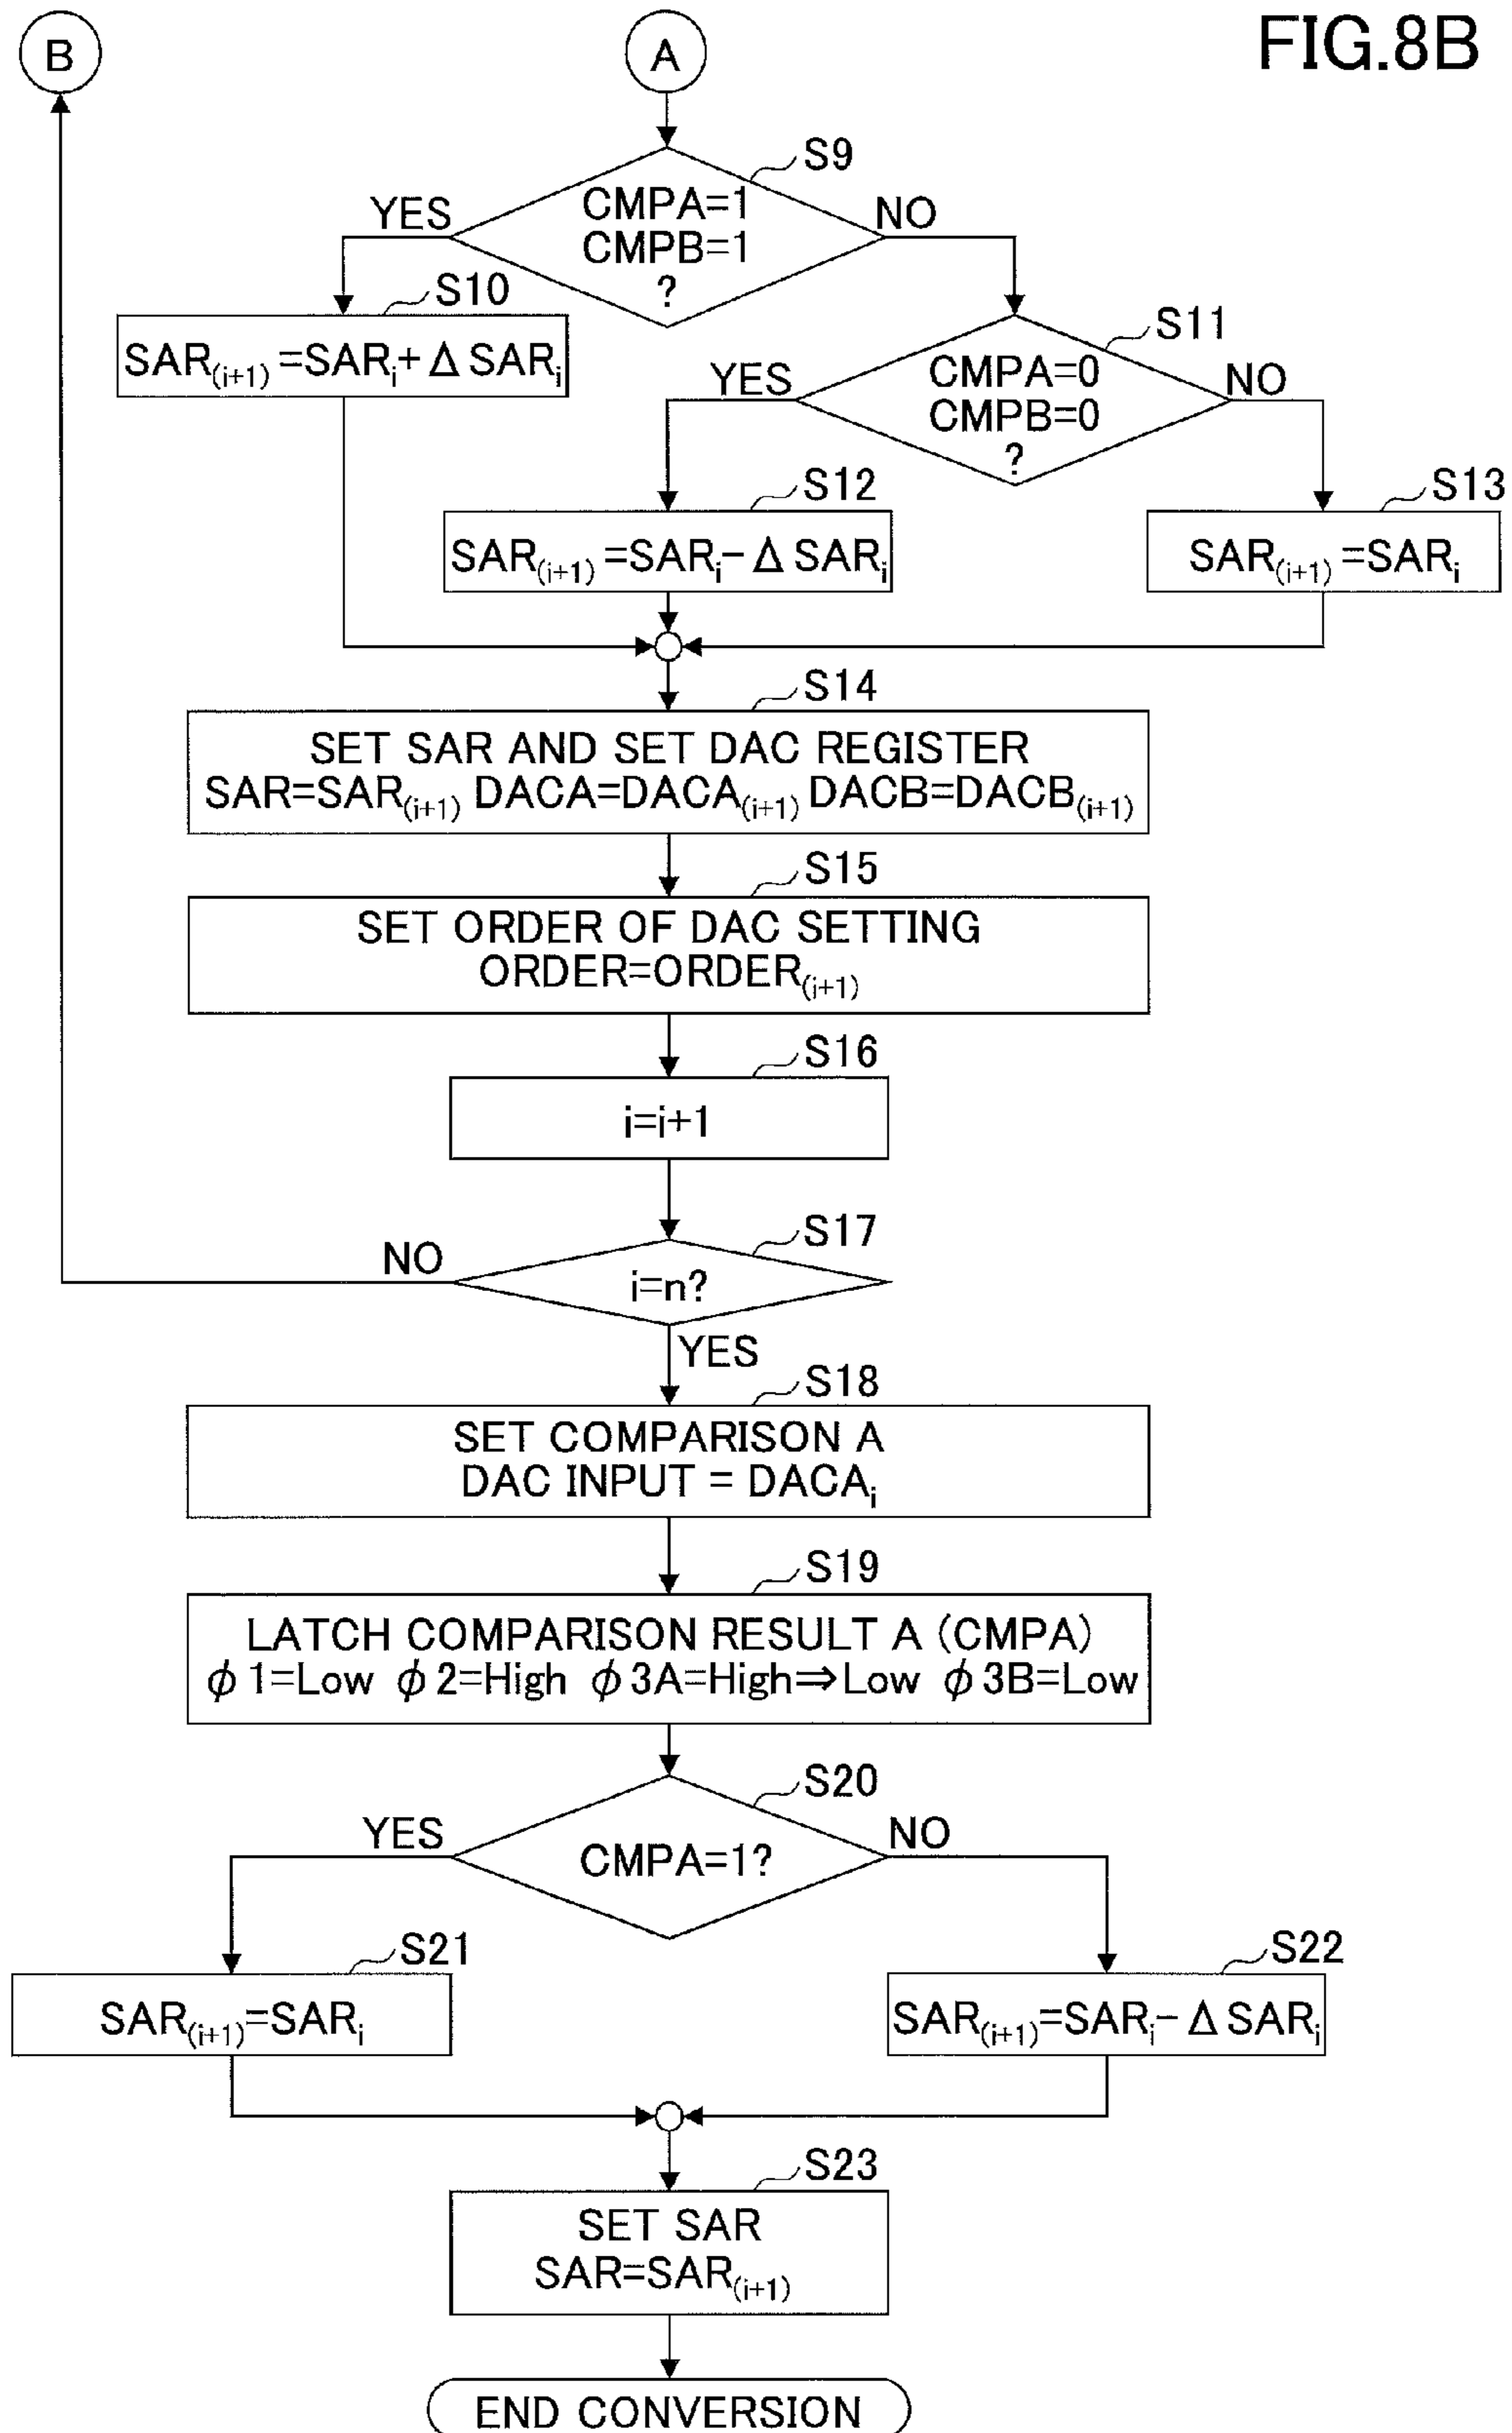 B
A
FIG.8B
S9
CMPA=1
CMPB=1
?
YES
NO
S10
SAR(i+1)=SARi+Δ SARi
S11
CMPA=0
CMPB=0
?
YES
NO
S12
SAR(i+1)=SARi-Δ SARi
S13
SAR(i+1)=SARi
S14
SET SAR AND SET DAC REGISTER
SAR=SAR(i+1) DACA=DACA(i+1) DACB=DACB(i+1)
S15
SET ORDER OF DAC SETTING
ORDER=ORDER(i+1)
S16
i=i+1
S17
i=n?
NO
YES
S18
SET COMPARISON A
DAC INPUT = DACAi
S19
LATCH COMPARISON RESULT A (CMPA)
ϕ1=Low ϕ2=High ϕ3A=High⇒Low ϕ3B=Low
S20
CMPA=1?
YES
NO
S21
SAR(i+1)=SARi
S22
SAR(i+1)=SARi-Δ SARi
S23
SET SAR
SAR=SAR(i+1)
END CONVERSION